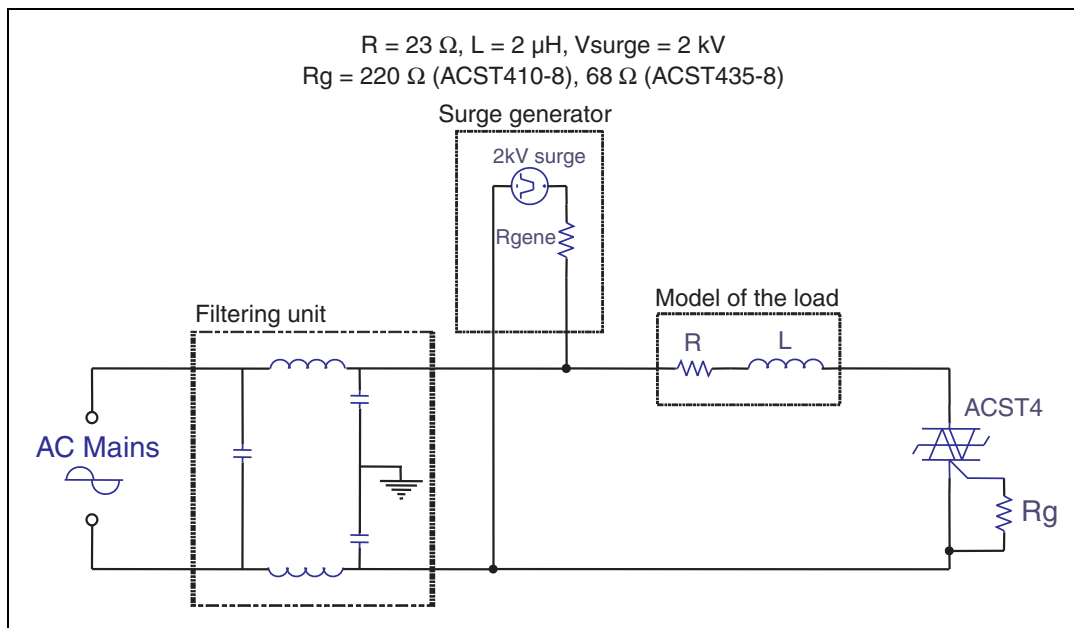 R = 23 Ω, L = 2 µH, Vsurge = 2 kV
Rg = 220 Ω (ACST410-8), 68 Ω (ACST435-8)
Surge generator
2kV surge
Rgene
Filtering unit
Model of the load
R
L
ACST4
AC Mains
Rg